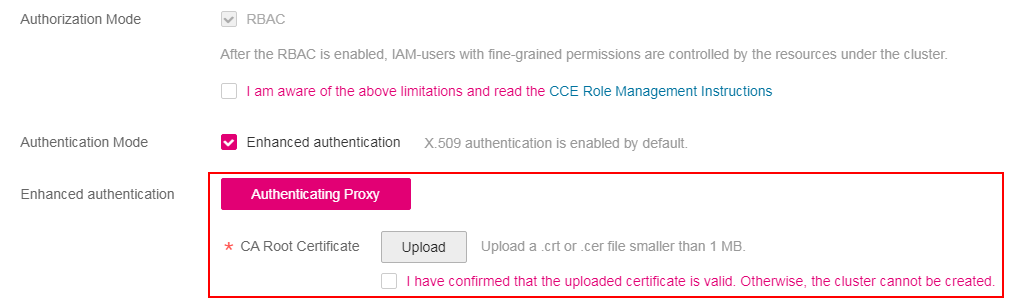 Authorization Mode RBAC
After the RBAC is enabled, IAM-users with fine-grained permissions are controlled by the resources under the cluster.
I am aware of the above limitations and read the CCE Role Management Instructions
Authentication Mode Enhanced authentication X.509 authentication is enabled by default.
Enhanced authentication Authenticating Proxy
* CA Root Certificate Upload Upload a .crt or .cer file smaller than 1 MB.
I have confirmed that the uploaded certificate is valid. Otherwise, the cluster cannot be created.